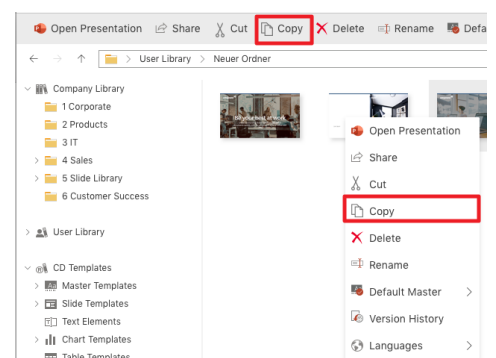 Open Presentation Share Cut Copy Delete Rename Defa
User Library > Neuer Ordner
Company Library
1 Corporate
2 Products
3 IT
4 Sales
5 Slide Library
6 Customer Success
User Library
CD Templates
Master Templates
Slide Templates
Text Elements
Chart Templates
Table Templates
Be your best at work
Open Presentation
Share
Cut
Copy
Delete
Rename
Default Master
Version History
Languages